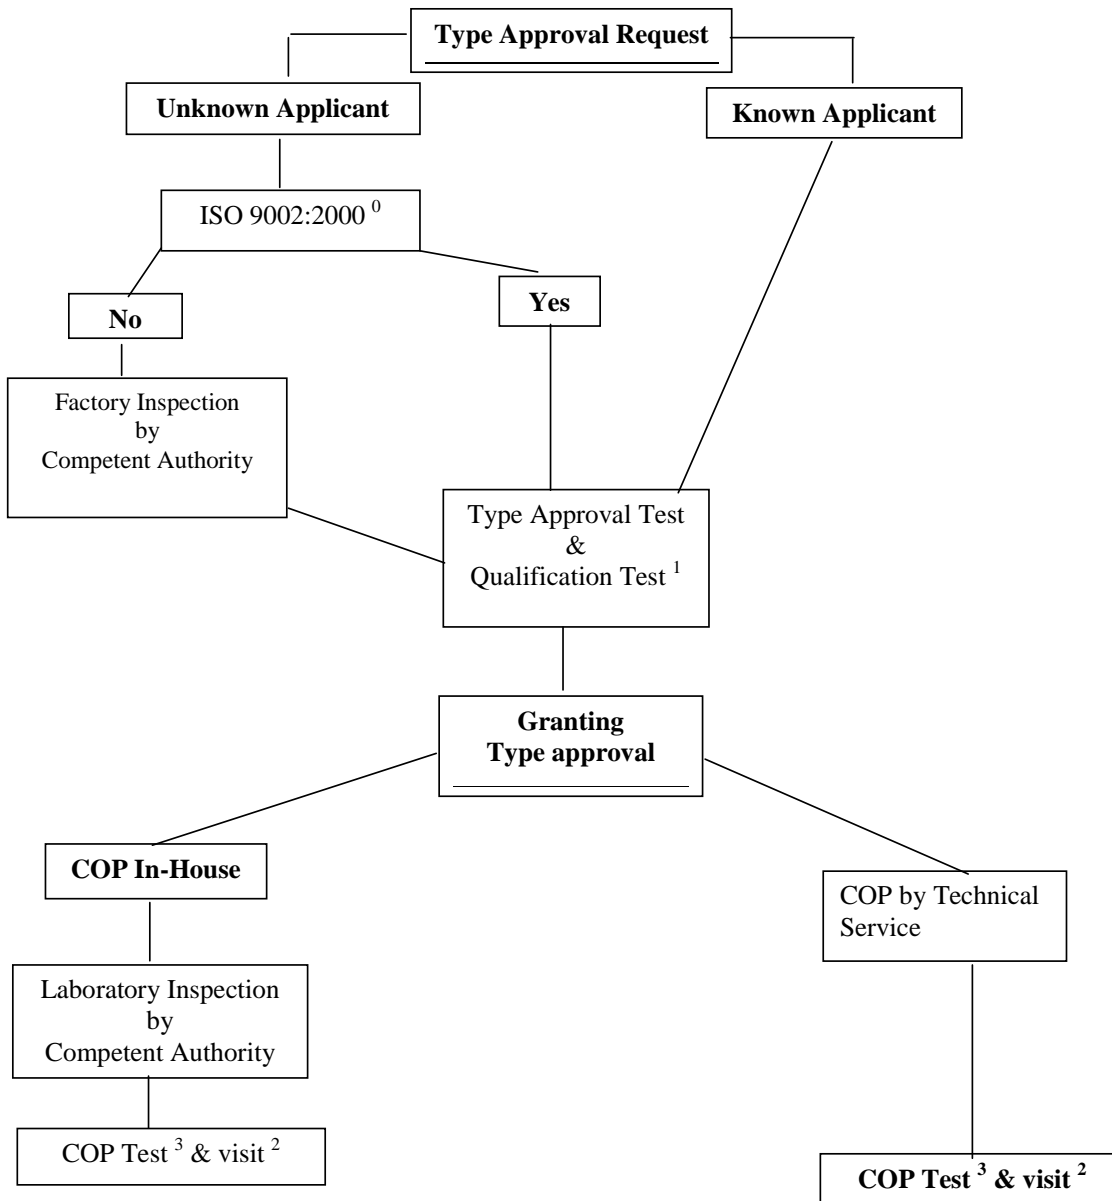 Type Approval Request
Unknown Applicant
Known Applicant
ISO 9002:2000 ⁰
No
Yes
Factory Inspection
by
Competent Authority
Type Approval Test
&
Qualification Test ¹
Granting
Type approval
COP In-House
COP by Technical
Service
Laboratory Inspection
by
Competent Authority
COP Test ³ & visit ²
COP Test ³ & visit ²